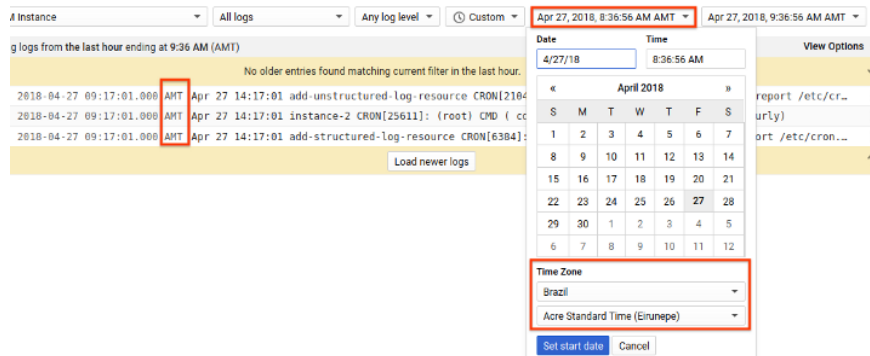 M Instance All logs Any log level Custom Apr 27, 2018, 8:36:56 AM AMT Apr 27, 2018, 9:36:56 AM AMT
g logs from the last hour ending at 9:36 AM (AMT) View Options
No older entries found matching current filter in the last hour.
2018-04-27 09:17:01.000 AMT Apr 27 14:17:01 add-unstructured-log-resource CRON[2104 report /etc/cr…
2018-04-27 09:17:01.000 AMT Apr 27 14:17:01 instance-2 CRON[25611]: (root) CMD ( co urly)
2018-04-27 09:17:01.000 AMT Apr 27 14:17:01 add-structured-log-resource CRON[6384]: ort /etc/cron.…
Load newer logs
Date Time
4/27/18 8:36:56 AM
« April 2018 »
S M T W T F S
1 2 3 4 5 6 7
8 9 10 11 12 13 14
15 16 17 18 19 20 21
22 23 24 25 26 27 28
29 30 1 2 3 4 5
6 7 8 9 10 11 12
Time Zone
Brazil
Acre Standard Time (Eirunepe)
Set start date Cancel